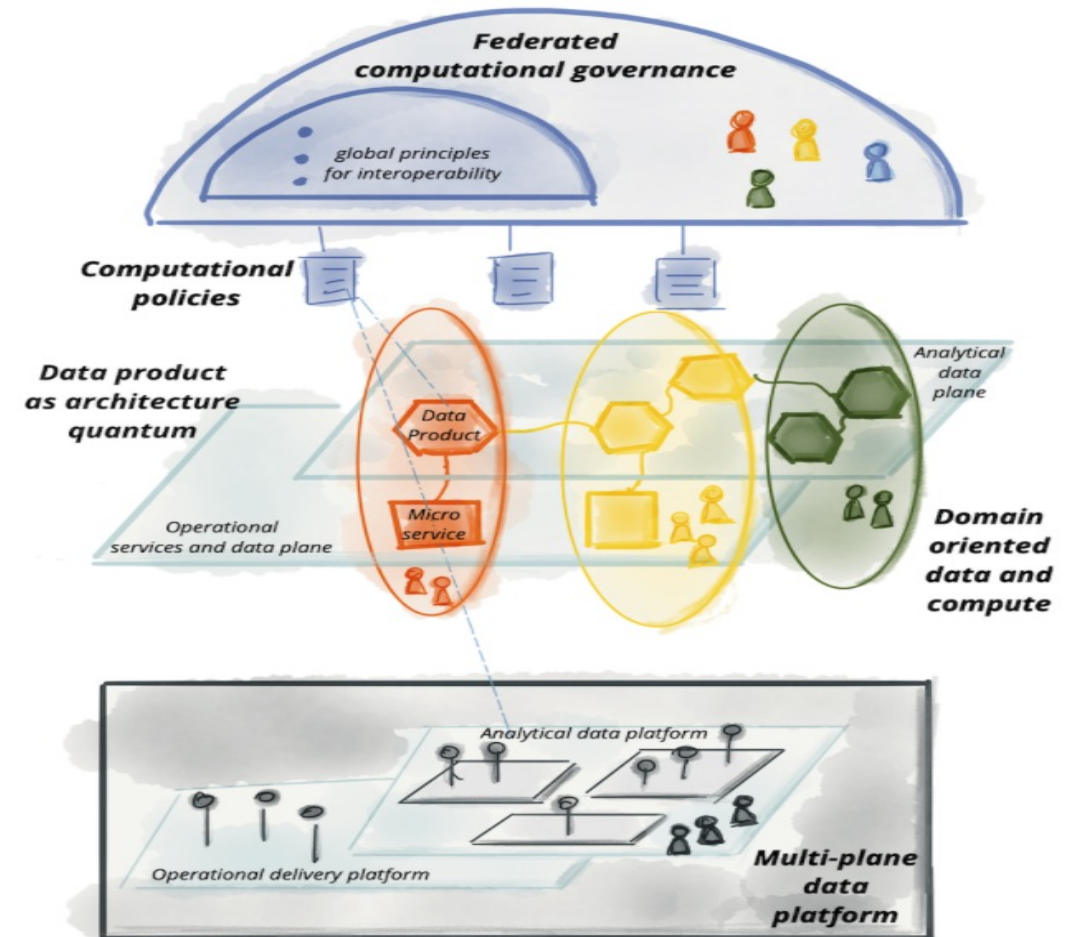 Federated
computational governance
global principles
for interoperability
Computational
policies
Data product
as architecture
quantum
Analytical
data
plane
Data
Product
Micro
service
Operational
services and data plane
Domain
oriented
data and
compute
Analytical data platform
Operational delivery platform
Multi-plane
data
platform